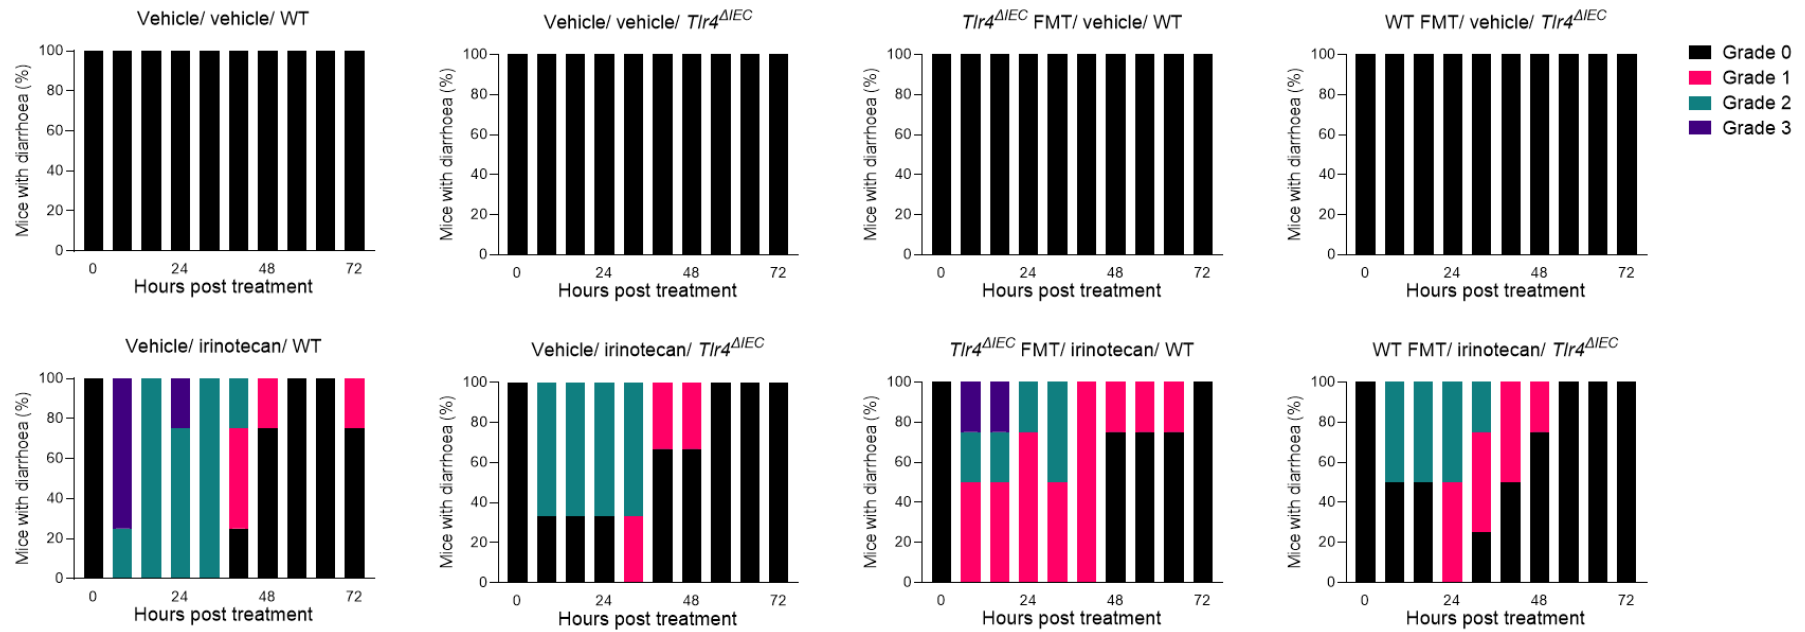 Vehicle/ vehicle/ WT
Mice with diarrhoea (%)
100
80
60
40
20
0
0 24 48 72
Hours post treatment
Vehicle/ vehicle/ Tlr4ΔIEC
Mice with diarrhoea (%)
100
80
60
40
20
0
0 24 48 72
Hours post treatment
Tlr4ΔIEC FMT/ vehicle/ WT
Mice with diarrhoea (%)
100
80
60
40
20
0
0 24 48 72
Hours post treatment
WT FMT/ vehicle/ Tlr4ΔIEC
Mice with diarrhoea (%)
100
80
60
40
20
0
0 24 48 72
Hours post treatment
Grade 0
Grade 1
Grade 2
Grade 3
Vehicle/ irinotecan/ WT
Mice with diarrhoea (%)
100
80
60
40
20
0
0 24 48 72
Hours post treatment
Vehicle/ irinotecan/ Tlr4ΔIEC
Mice with diarrhoea (%)
100
80
60
40
20
0
0 24 48 72
Hours post treatment
Tlr4ΔIEC FMT/ irinotecan/ WT
Mice with diarrhoea (%)
100
80
60
40
20
0
0 24 48 72
Hours post treatment
WT FMT/ irinotecan/ Tlr4ΔIEC
Mice with diarrhoea (%)
100
80
60
40
20
0
0 24 48 72
Hours post treatment